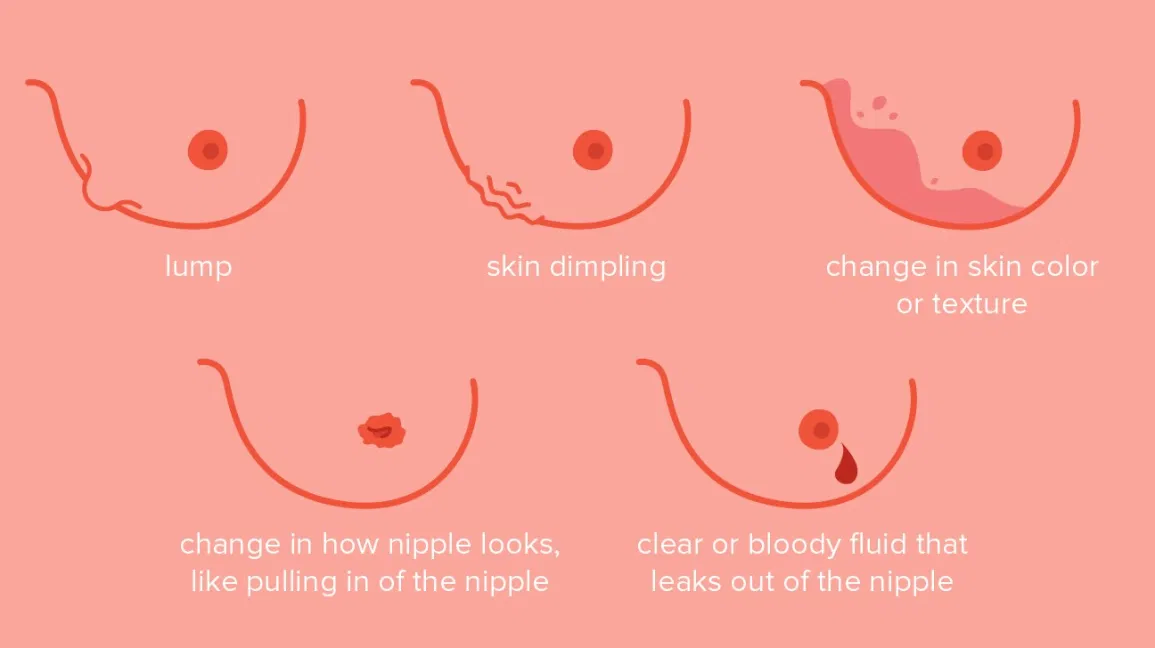 lump
skin dimpling
change in skin color
or texture
change in how nipple looks,
like pulling in of the nipple
clear or bloody fluid that
leaks out of the nipple